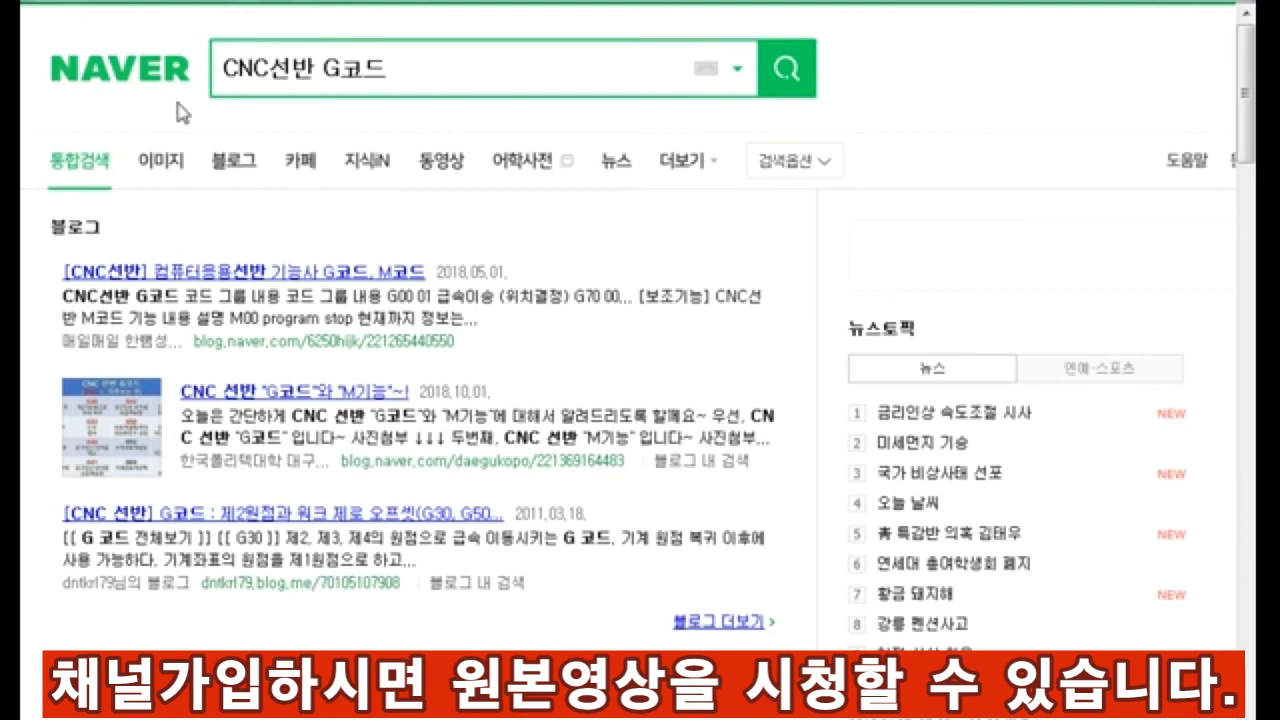 NAVER
CNC선반 G코드
통합검색 이미지 블로그 카페 지식iN 동영상 어학사전 뉴스 더보기 검색옵션 도움말
블로그
[CNC선반] 컴퓨터응용선반 기능사 G코드, M코드 2018.05.01.
CNC선반 G코드 코드 그룹 내용 코드 그룹 내용 G00 01 급속이송 (위치결정) G70 00... [보조기능] CNC선
반 M코드 기능 내용 설명 M00 program stop 현재까지 정보는...
매일매일 한뼘성... blog.naver.com/6250hijk/221265440550
CNC 선반 "G코드"와 "M기능"~! 2018.10.01.
오늘은 간단하게 CNC 선반 "G코드"와 "M기능"에 대해서 알려드리도록 할께요~ 우선, CN
C 선반 "G코드" 입니다~ 사진첨부 ↓↓↓ 두번째, CNC 선반 "M기능" 입니다~ 사진첨부...
한국폴리텍대학 대구... blog.naver.com/daegukopo/221369164483 블로그 내 검색
[CNC 선반] G코드 : 제2원점과 워크 제로 오프셋(G30, G50...  2011.03.18.
[[ G 코드 전체보기 ]] [[ G30 ]] 제2, 제3, 제4의 원점으로 급속 이동시키는 G 코드, 기계 원점 복귀 이후에
사용 가능하다. 기계좌표의 원점을 제1원점으로 하고...
dntkrl79님의 블로그 dntkrl79.blog.me/70105107908 블로그 내 검색
블로그 더보기 >
뉴스토픽
뉴스 연예·스포츠
1 금리인상 속도조절 시사 NEW
2 미세먼지 기승
3 국가 비상사태 선포 NEW
4 오늘 날씨
5 靑 특감반 의혹 김태우 NEW
6 연세대 총여학생회 폐지
7 황금 돼지해 NEW
8 강릉 펜션사고
채널가입하시면 원본영상을 시청할 수 있습니다.